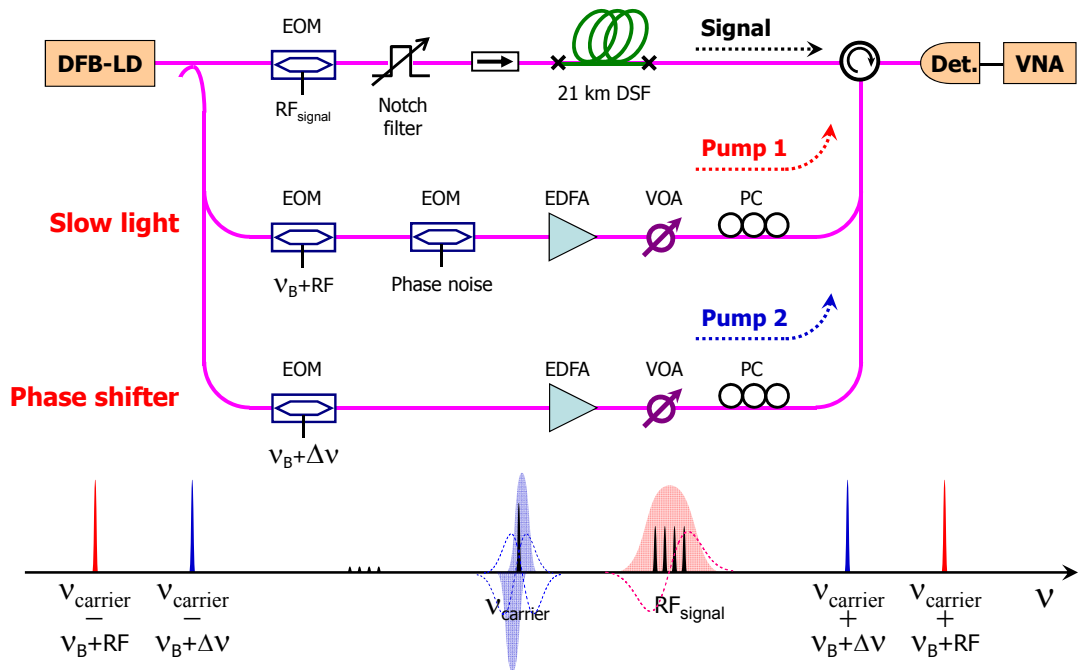 EOM
Signal
DFB-LD
Det.
VNA
RFsignal
Notch
filter
21 km DSF
Pump 1
EOM
EOM
EDFA
VOA
PC
Slow light
νB+RF
Phase noise
Pump 2
EOM
EDFA
VOA
PC
Phase shifter
νB+Δν
νcarrier
−
νB+RF
νcarrier
−
νB+Δν
νcarrier
RFsignal
νcarrier
+
νB+Δν
νcarrier
+
νB+RF
ν